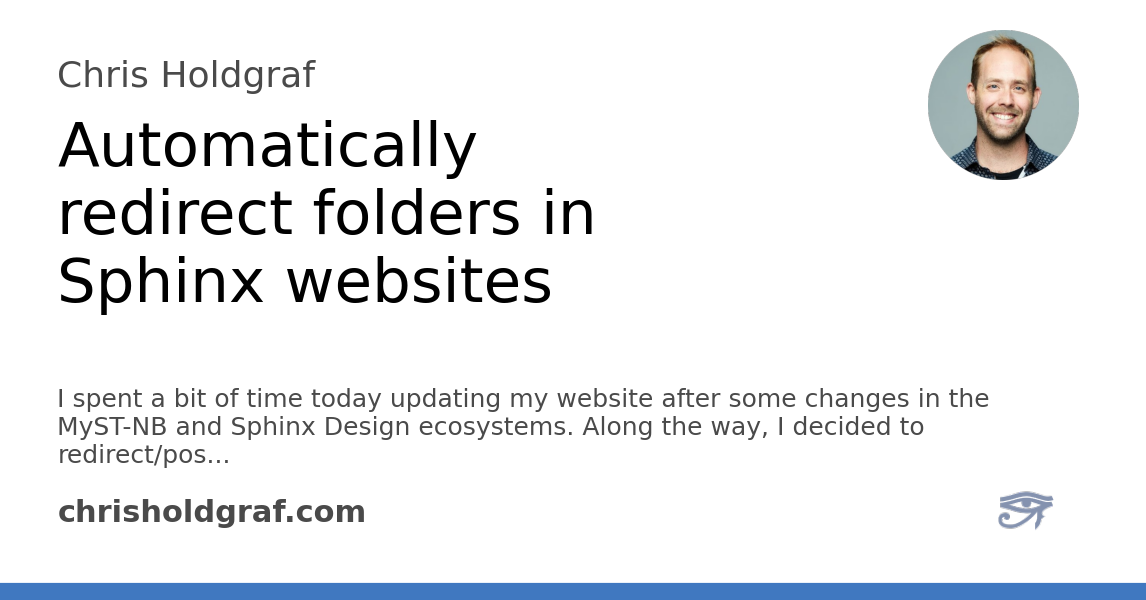 Chris Holdgraf
Automatically
redirect folders in
Sphinx websites
I spent a bit of time today updating my website after some changes in the
MyST-NB and Sphinx Design ecosystems. Along the way, I decided to
redirect/pos...
chrisholdgraf.com